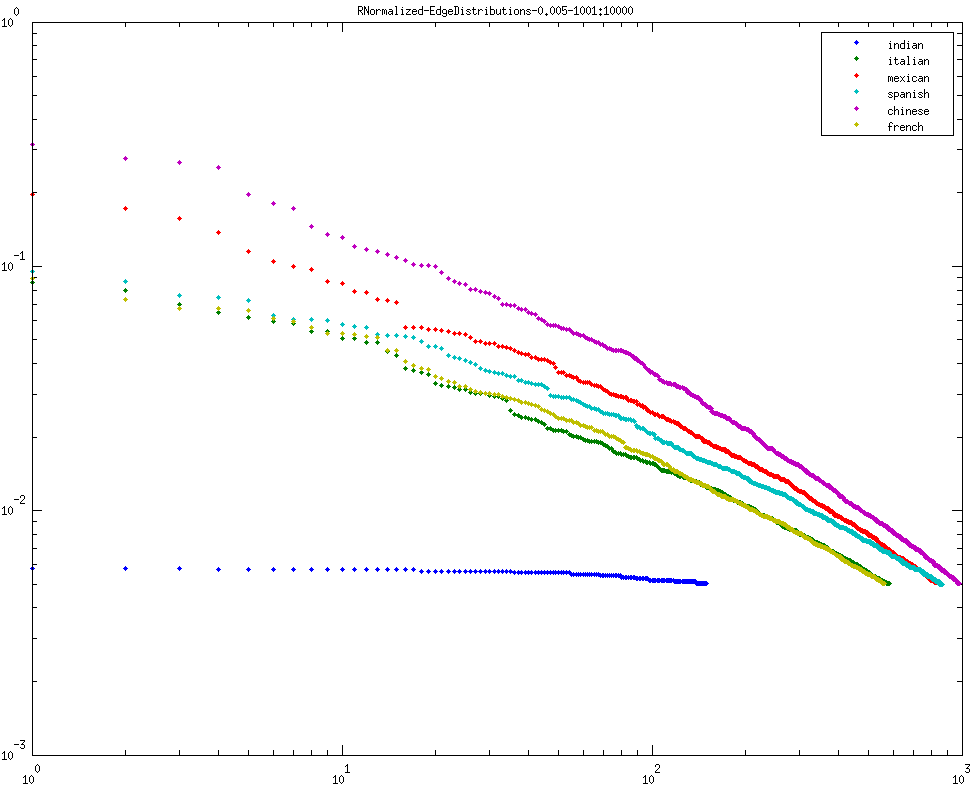 RNormalized-EdgeDistributions-0.005-1001:10000
10^0
indian
italian
mexican
spanish
chinese
french
10^-1
10^-2
10^-3
10^0 10^1 10^2 10^3